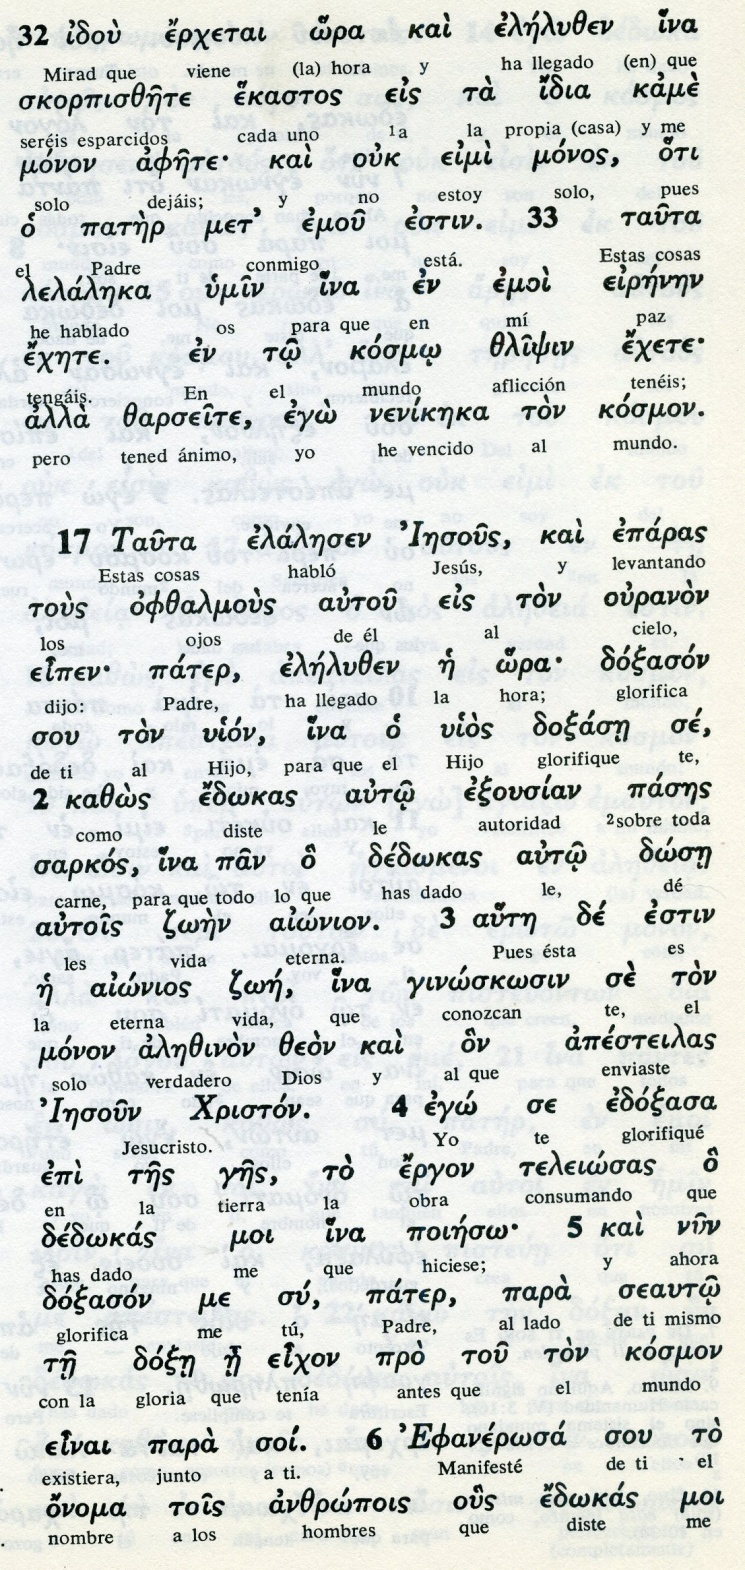 32 ἰδοὺ ἔρχεται ὥρα καὶ ἐλήλυθεν ἵνα
Mirad que viene (la) hora y ha llegado (en) que
σκορπισθῆτε ἕκαστος εἰς τὰ ἴδια κἀμὲ
seréis esparcidos cada uno 1a la propia (casa) y me
μόνον ἀφῆτε· καὶ οὐκ εἰμὶ μόνος, ὅτι
solo dejáis; y no estoy solo, pues
ὁ πατὴρ μετ’ ἐμοῦ ἐστιν. 33 ταῦτα
el Padre conmigo está. Estas cosas
λελάληκα ὑμῖν ἵνα ἐν ἐμοὶ εἰρήνην
he hablado os para que en mí paz
ἔχητε. ἐν τῷ κόσμῳ θλῖψιν ἔχετε·
tengáis. En el mundo aflicción tenéis;
ἀλλὰ θαρσεῖτε, ἐγὼ νενίκηκα τὸν κόσμον.
pero tened ánimo, yo he vencido al mundo.
17 Ταῦτα ἐλάλησεν Ἰησοῦς, καὶ ἐπάρας
Estas cosas habló Jesús, y levantando
τοὺς ὀφθαλμοὺς αὐτοῦ εἰς τὸν οὐρανὸν
los ojos de él al cielo,
εἶπεν· πάτερ, ἐλήλυθεν ἡ ὥρα· δόξασόν
dijo: Padre, ha llegado la hora; glorifica
σου τὸν υἱόν, ἵνα ὁ υἱὸς δοξάσῃ σέ,
de ti al Hijo, para que el Hijo glorifique te,
2 καθὼς ἔδωκας αὐτῷ ἐξουσίαν πάσης
como diste le autoridad 2sobre toda
σαρκός, ἵνα πᾶν ὃ δέδωκας αὐτῷ δώσῃ
carne, para que todo lo que has dado le, dé
αὐτοῖς ζωὴν αἰώνιον. 3 αὕτη δέ ἐστιν
les vida eterna. Pues ésta es
ἡ αἰώνιος ζωή, ἵνα γινώσκωσιν σὲ τὸν
la eterna vida, que conozcan te, el
μόνον ἀληθινὸν θεὸν καὶ ὃν ἀπέστειλας
solo verdadero Dios y al que enviaste
Ἰησοῦν Χριστόν. 4 ἐγώ σε ἐδόξασα
Jesucristo. Yo te glorifiqué
ἐπὶ τῆς γῆς, τὸ ἔργον τελειώσας ὃ
en la tierra la obra consumando que
δέδωκάς μοι ἵνα ποιήσω· 5 καὶ νῦν
has dado me que hiciese; y ahora
δόξασόν με σύ, πάτερ, παρὰ σεαυτῷ
glorifica me tú, Padre, al lado de ti mismo
τῇ δόξῃ ᾗ εἶχον πρὸ τοῦ τὸν κόσμον
con la gloria que tenía antes que el mundo
εἶναι παρὰ σοί. 6 Ἐφανέρωσά σου τὸ
existiera, junto a ti. Manifesté de ti el
ὄνομα τοῖς ἀνθρώποις οὓς ἔδωκάς μοι
nombre a los hombres que diste me